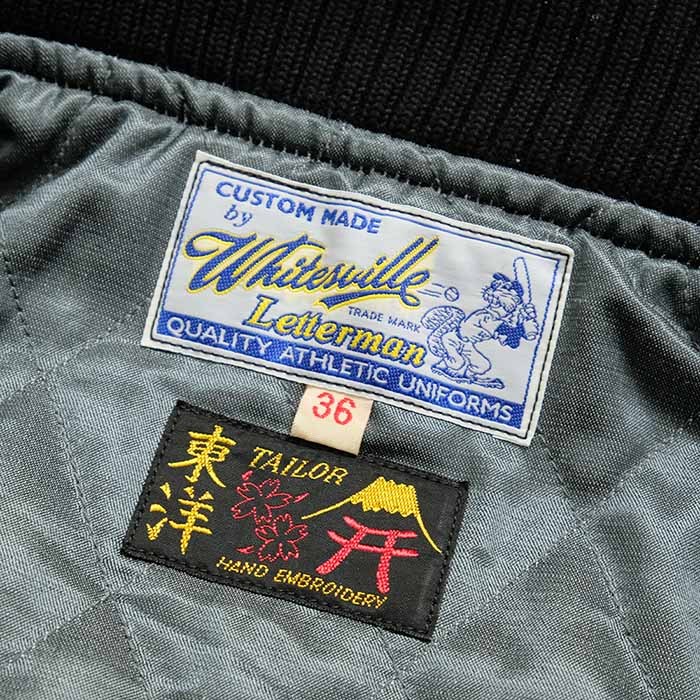 CUSTOM MADE
by
Whitesville
TRADE MARK
Letterman
QUALITY ATHLETIC UNIFORMS
36
東洋
TAILOR
HAND EMBROIDERY